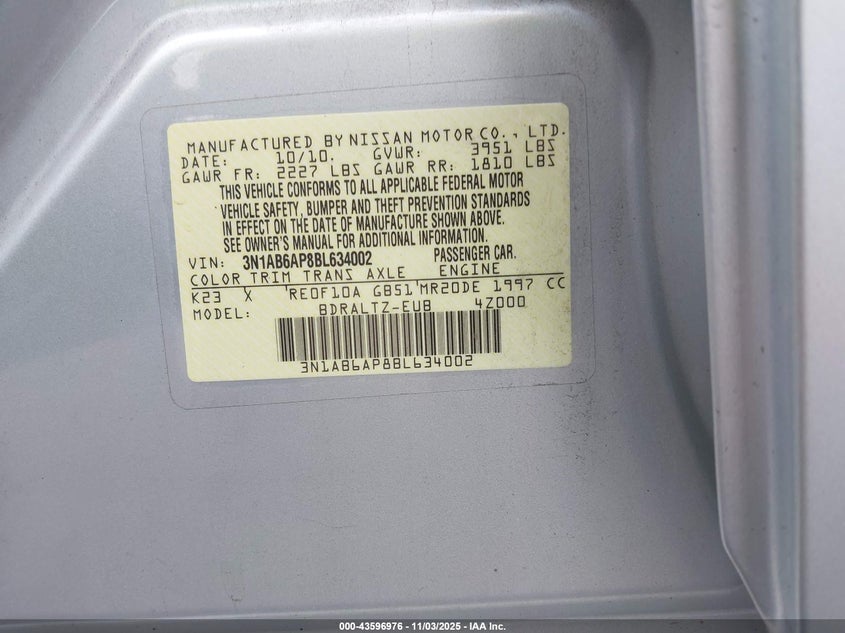 MANUFACTURED BY NISSAN MOTOR CO., LTD.
DATE: 10/10. GVWR: 3951 LBS
GAWR FR: 2227 LBS GAWR RR: 1810 LBS
THIS VEHICLE CONFORMS TO ALL APPLICABLE FEDERAL MOTOR
VEHICLE SAFETY, BUMPER AND THEFT PREVENTION STANDARDS
IN EFFECT ON THE DATE OF MANUFACTURE SHOWN ABOVE.
SEE OWNER'S MANUAL FOR ADDITIONAL INFORMATION.
VIN: 3N1AB6AP8BL634002 PASSENGER CAR.
COLOR TRIM TRANS AXLE ENGINE
K23 X 'RE0F10A GB51'MR20DE 1997 CC
MODEL: BDRALTZ-EUB 4Z000
3N1AB6AP8BL634002
000-43596976 - 11/03/2025 - IAA Inc.